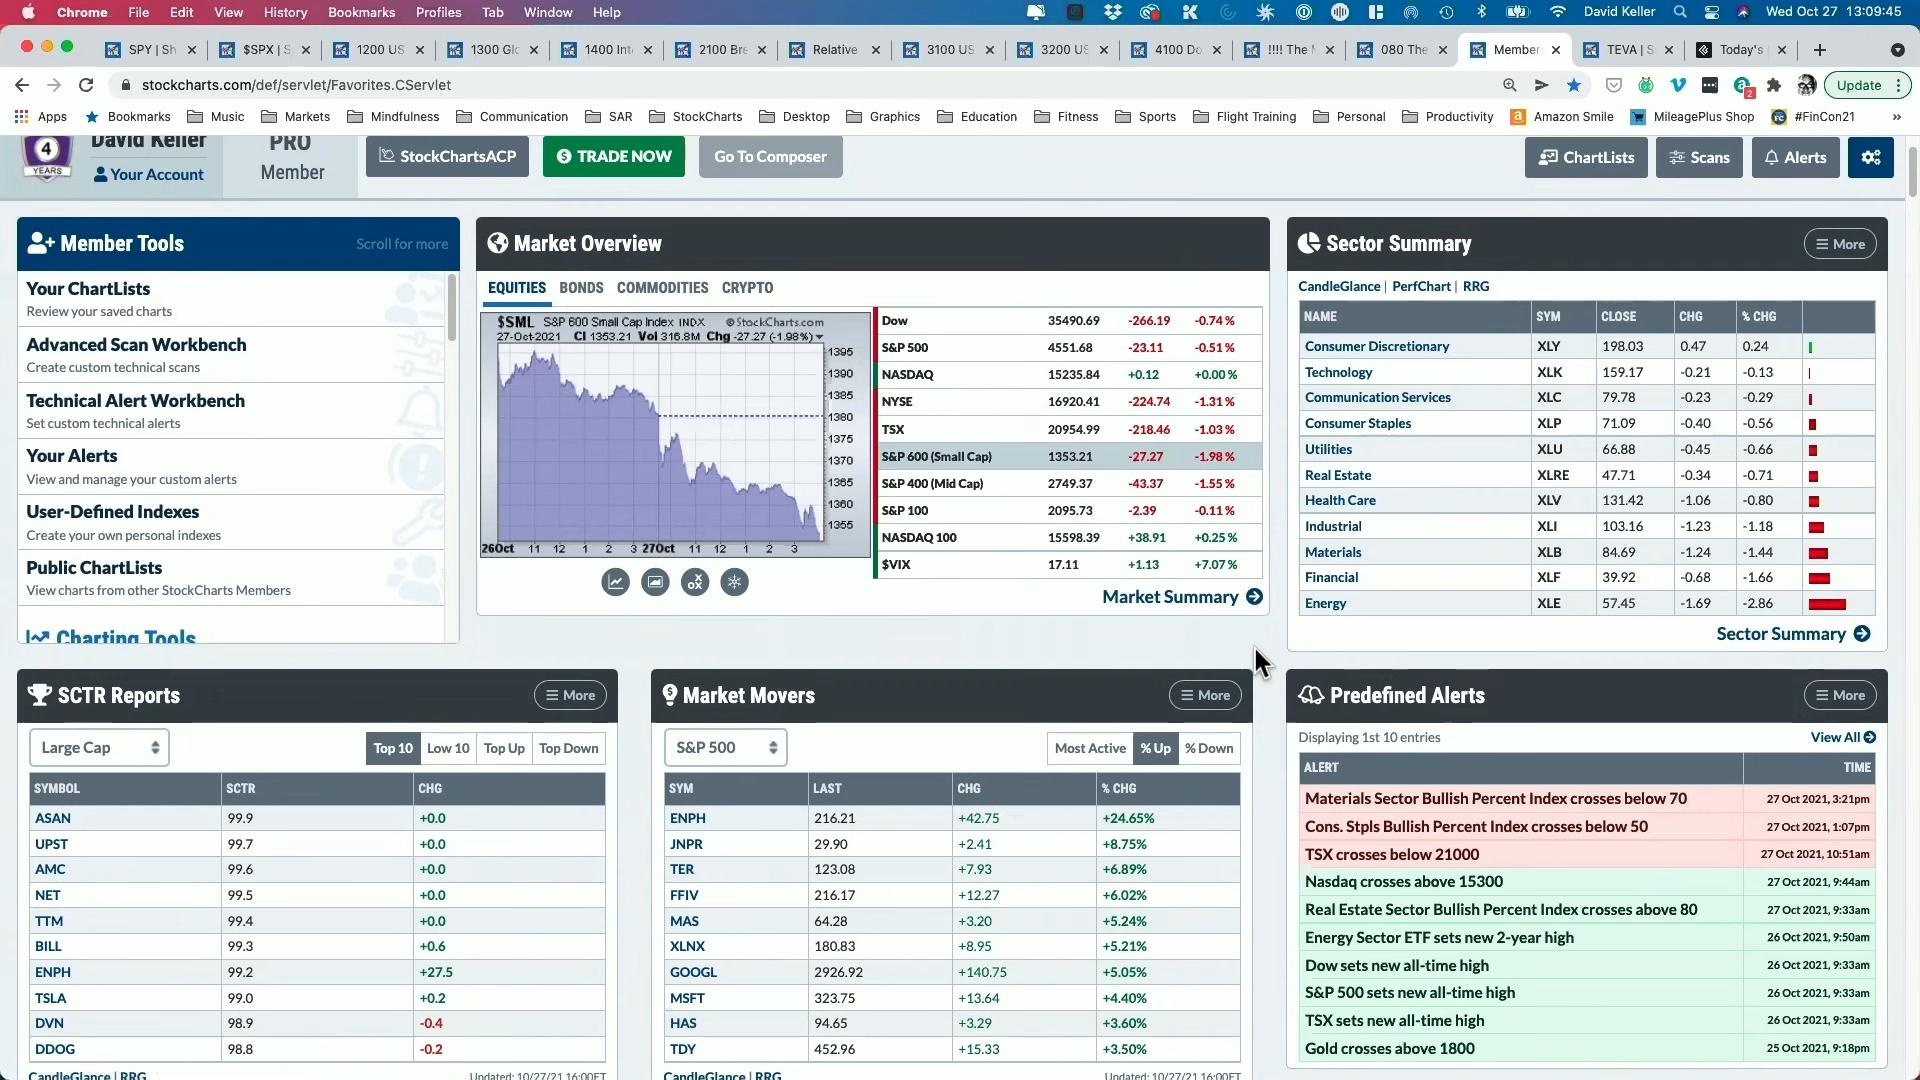 Chrome File Edit View History Bookmarks Profiles Tab Window Help David Keller Wed Oct 27 13:09:45
SPY | Sh $SPX | S 1200 US 1300 Glo 1400 Int 2100 Bre Relative 3100 US 3200 US 4100 Do !!!! The M 080 The Member TEVA | S Today's
stockcharts.com/def/servlet/Favorites.CServlet 2 Update
Apps Bookmarks Music Markets Mindfulness Communication SAR StockCharts Desktop Graphics Education Fitness Sports Flight Training Personal Productivity Amazon Smile MileagePlus Shop #FinCon21 »
4 YEARS
David Keller
Your Account
PRO
Member
StockChartsACP TRADE NOW Go To Composer ChartLists Scans Alerts
Member Tools Scroll for more
Your ChartLists
Review your saved charts
Advanced Scan Workbench
Create custom technical scans
Technical Alert Workbench
Set custom technical alerts
Your Alerts
View and manage your custom alerts
User-Defined Indexes
Create your own personal indexes
Public ChartLists
View charts from other StockCharts Members
Charting Tools
Market Overview
EQUITIES BONDS COMMODITIES CRYPTO
$SML S&P 600 Small Cap Index INDX © StockCharts.com
27-Oct-2021 Cl 1353.21 Vol 316.8M Chg -27.27 (-1.98%)
1395
1390
1385
1380
1375
1370
1365
1360
1355
26Oct 11 12 1 2 3 27Oct 11 12 1 2 3
Dow 35490.69 -266.19 -0.74 %
S&P 500 4551.68 -23.11 -0.51 %
NASDAQ 15235.84 +0.12 +0.00 %
NYSE 16920.41 -224.74 -1.31 %
TSX 20954.99 -218.46 -1.03 %
S&P 600 (Small Cap) 1353.21 -27.27 -1.98 %
S&P 400 (Mid Cap) 2749.37 -43.37 -1.55 %
S&P 100 2095.73 -2.39 -0.11 %
NASDAQ 100 15598.39 +38.91 +0.25 %
$VIX 17.11 +1.13 +7.07 %
Market Summary
Sector Summary More
CandleGlance | PerfChart | RRG
NAME SYM CLOSE CHG % CHG
Consumer Discretionary XLY 198.03 0.47 0.24
Technology XLK 159.17 -0.21 -0.13
Communication Services XLC 79.78 -0.23 -0.29
Consumer Staples XLP 71.09 -0.40 -0.56
Utilities XLU 66.88 -0.45 -0.66
Real Estate XLRE 47.71 -0.34 -0.71
Health Care XLV 131.42 -1.06 -0.80
Industrial XLI 103.16 -1.23 -1.18
Materials XLB 84.69 -1.24 -1.44
Financial XLF 39.92 -0.68 -1.66
Energy XLE 57.45 -1.69 -2.86
Sector Summary
SCTR Reports More
Large Cap Top 10 Low 10 Top Up Top Down
SYMBOL SCTR CHG
ASAN 99.9 +0.0
UPST 99.7 +0.0
AMC 99.6 +0.0
NET 99.5 +0.0
TTM 99.4 +0.0
BILL 99.3 +0.6
ENPH 99.2 +27.5
TSLA 99.0 +0.2
DVN 98.9 -0.4
DDOG 98.8 -0.2
CandleGlance | RRG Updated: 10/27/21 16:00ET
Market Movers More
S&P 500 Most Active % Up % Down
SYM LAST CHG % CHG
ENPH 216.21 +42.75 +24.65%
JNPR 29.90 +2.41 +8.75%
TER 123.08 +7.93 +6.89%
FFIV 216.17 +12.27 +6.02%
MAS 64.28 +3.20 +5.24%
XLNX 180.83 +8.95 +5.21%
GOOGL 2926.92 +140.75 +5.05%
MSFT 323.75 +13.64 +4.40%
HAS 94.65 +3.29 +3.60%
TDY 452.96 +15.33 +3.50%
CandleGlance | RRG Updated: 10/27/21 16:00ET
Predefined Alerts More
Displaying 1st 10 entries View All
ALERT TIME
Materials Sector Bullish Percent Index crosses below 70 27 Oct 2021, 3:21pm
Cons. Stpls Bullish Percent Index crosses below 50 27 Oct 2021, 1:07pm
TSX crosses below 21000 27 Oct 2021, 10:51am
Nasdaq crosses above 15300 27 Oct 2021, 9:44am
Real Estate Sector Bullish Percent Index crosses above 80 27 Oct 2021, 9:33am
Energy Sector ETF sets new 2-year high 26 Oct 2021, 9:50am
Dow sets new all-time high 26 Oct 2021, 9:33am
S&P 500 sets new all-time high 26 Oct 2021, 9:33am
TSX sets new all-time high 26 Oct 2021, 9:33am
Gold crosses above 1800 25 Oct 2021, 9:18pm